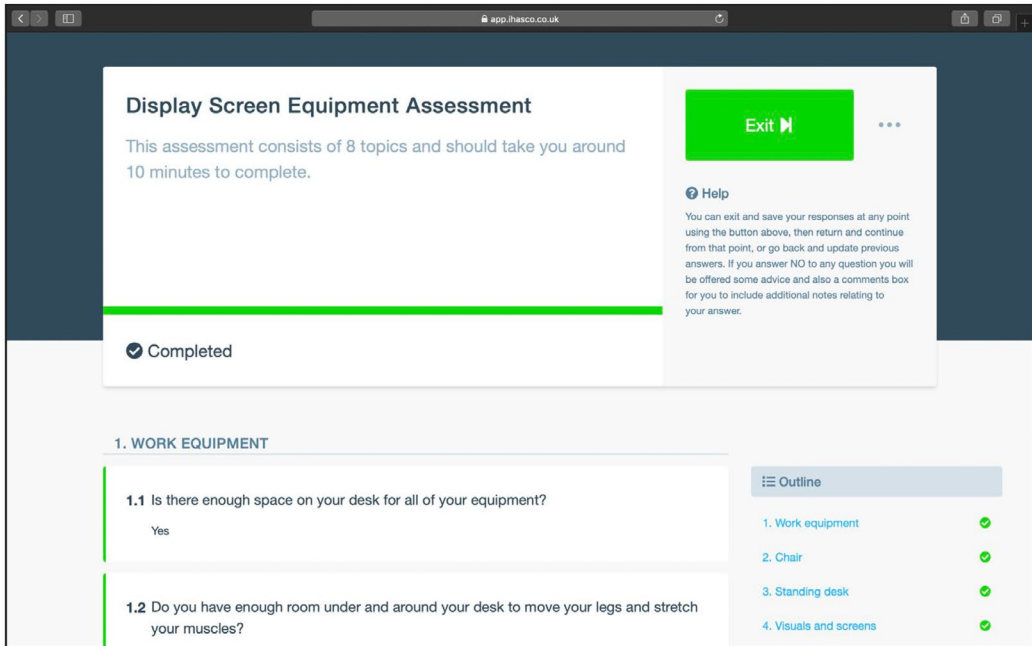 app.ihasco.co.uk
Display Screen Equipment Assessment
This assessment consists of 8 topics and should take you around
10 minutes to complete.
Completed
Exit
Help
You can exit and save your responses at any point
using the button above, then return and continue
from that point, or go back and update previous
answers. If you answer NO to any question you will
be offered some advice and also a comments box
for you to include additional notes relating to
your answer.
1. WORK EQUIPMENT
1.1 Is there enough space on your desk for all of your equipment?
Yes
1.2 Do you have enough room under and around your desk to move your legs and stretch
your muscles?
Outline
1. Work equipment
2. Chair
3. Standing desk
4. Visuals and screens